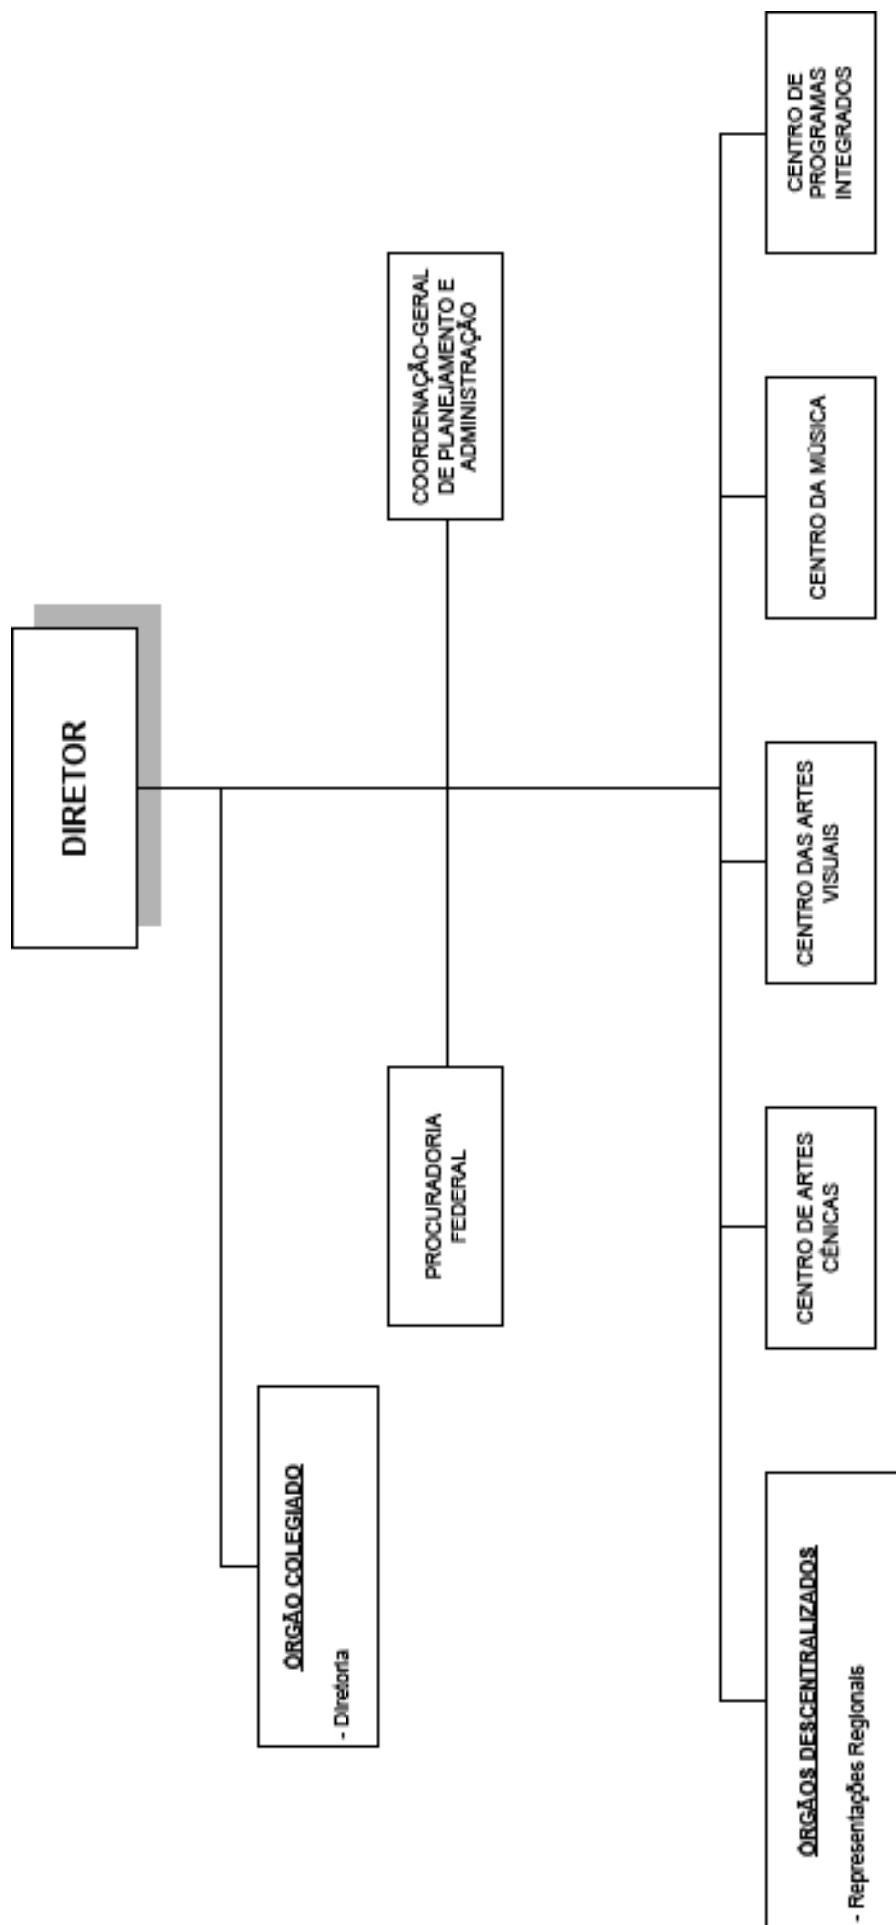 DIRETOR
ÓRGÃO COLEGIADO
- Diretoria
PROCURADORIA
FEDERAL
COORDENAÇÃO-GERAL
DE PLANEJAMENTO E
ADMINISTRAÇÃO
ÓRGÃOS DESCENTRALIZADOS
- Representações Regionais
CENTRO DE ARTES
CÊNICAS
CENTRO DAS ARTES
VISUAIS
CENTRO DA MÚSICA
CENTRO DE
PROGRAMAS
INTEGRADOS